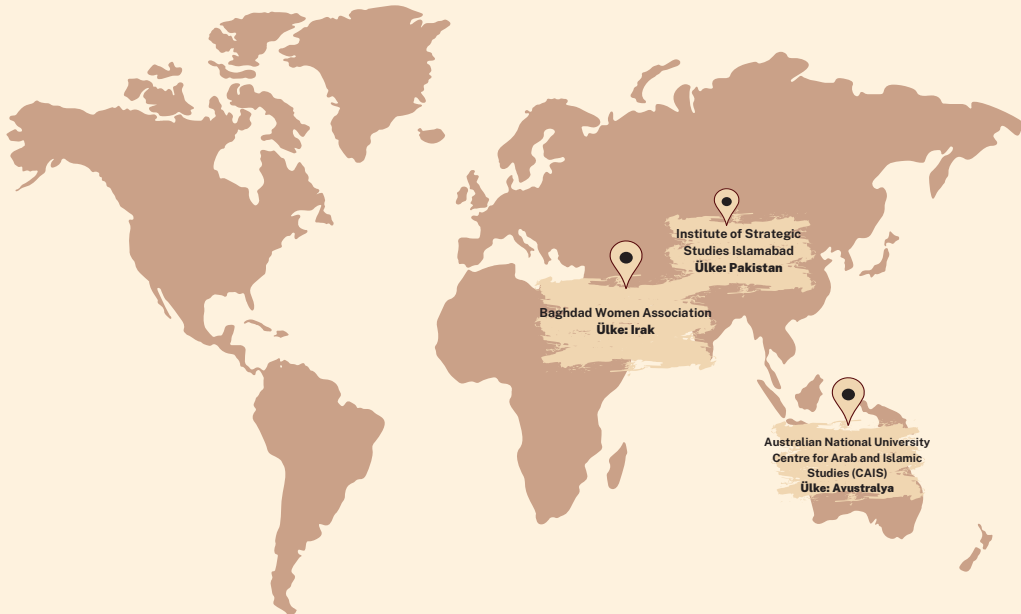 Institute of Strategic
Studies Islamabad
Ülke: Pakistan
Baghdad Women Association
Ülke: Irak
Australian National University
Centre for Arab and Islamic
Studies (CAIS)
Ülke: Avustralya